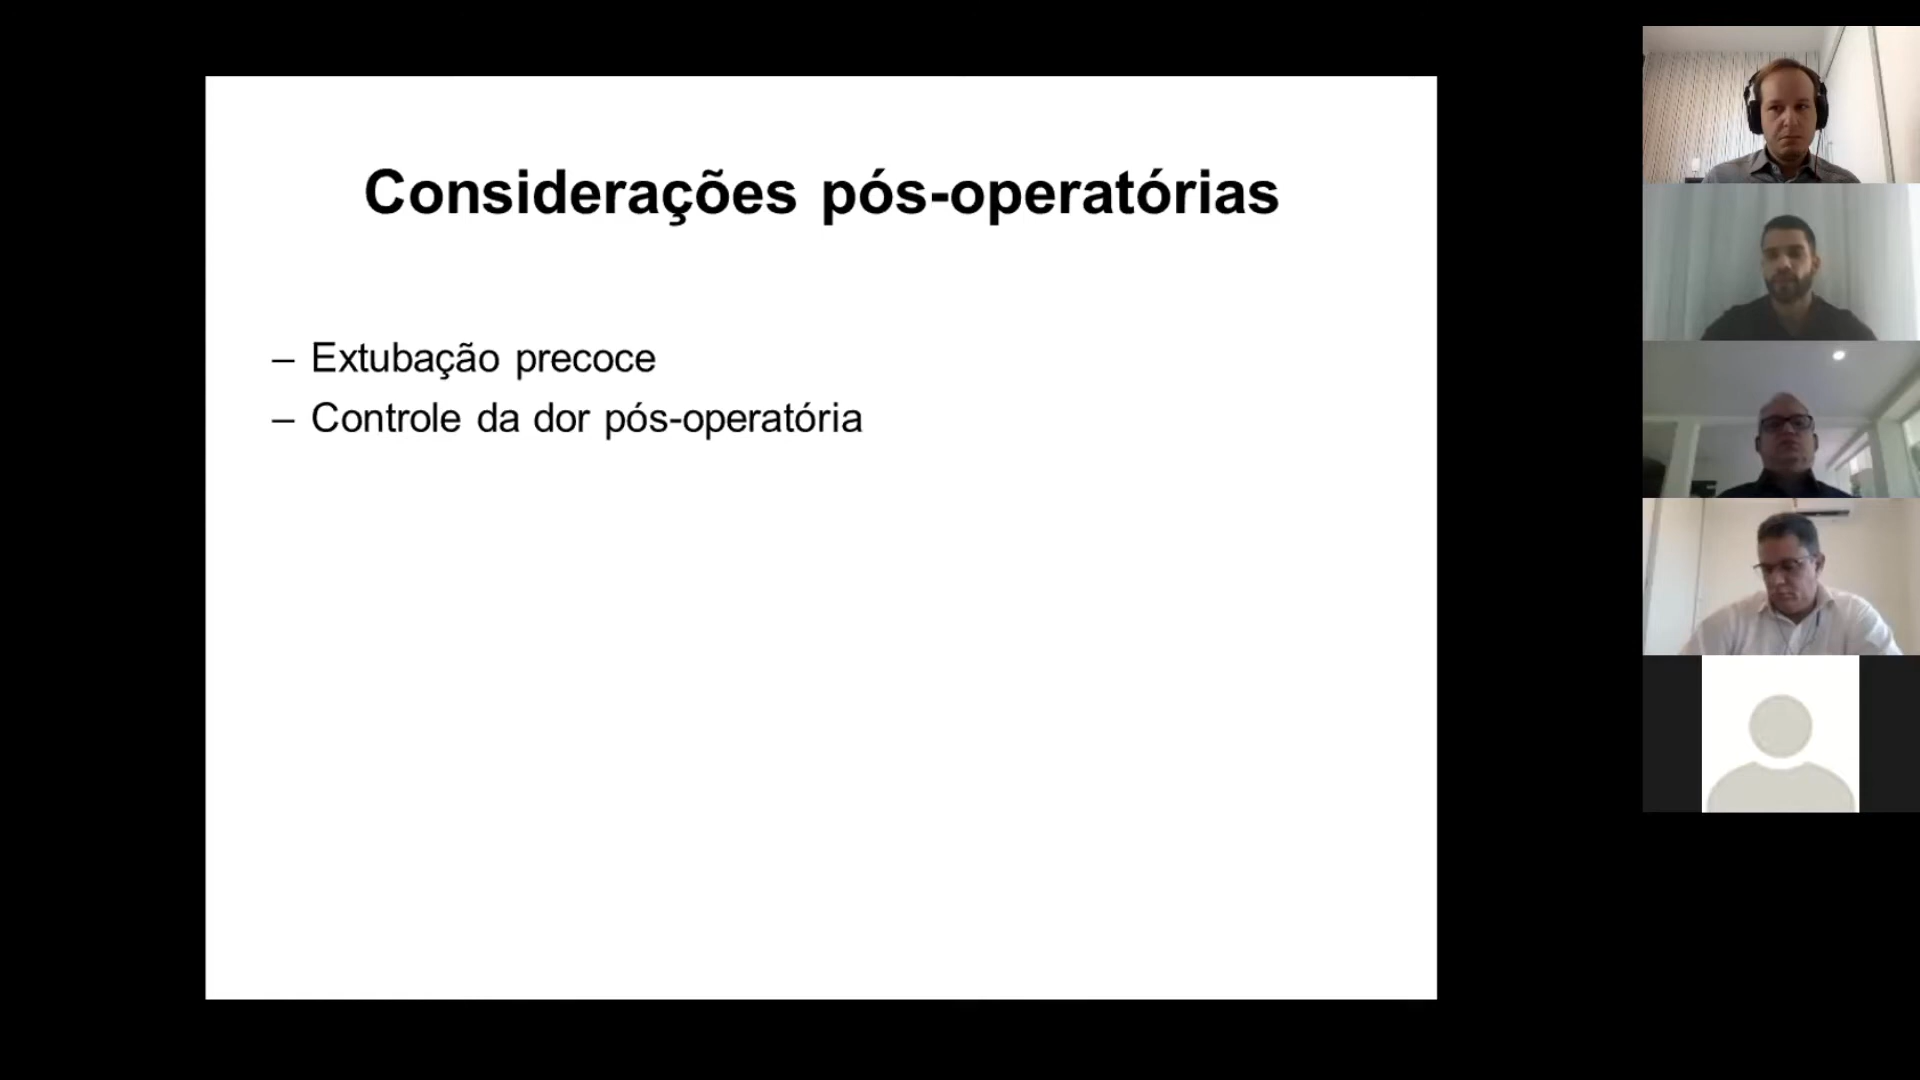 Considerações pós-operatórias
– Extubação precoce
– Controle da dor pós-operatória